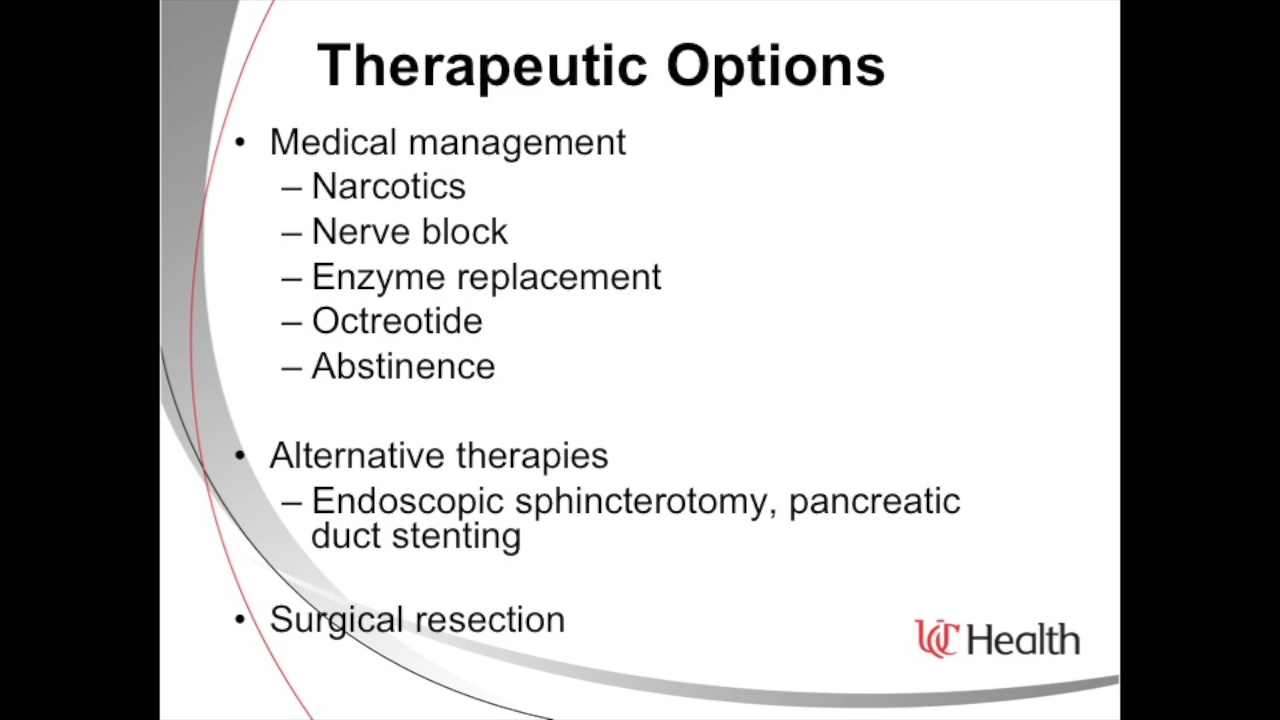 Therapeutic Options
• Medical management
– Narcotics
– Nerve block
– Enzyme replacement
– Octreotide
– Abstinence
• Alternative therapies
– Endoscopic sphincterotomy, pancreatic
duct stenting
• Surgical resection
UC Health